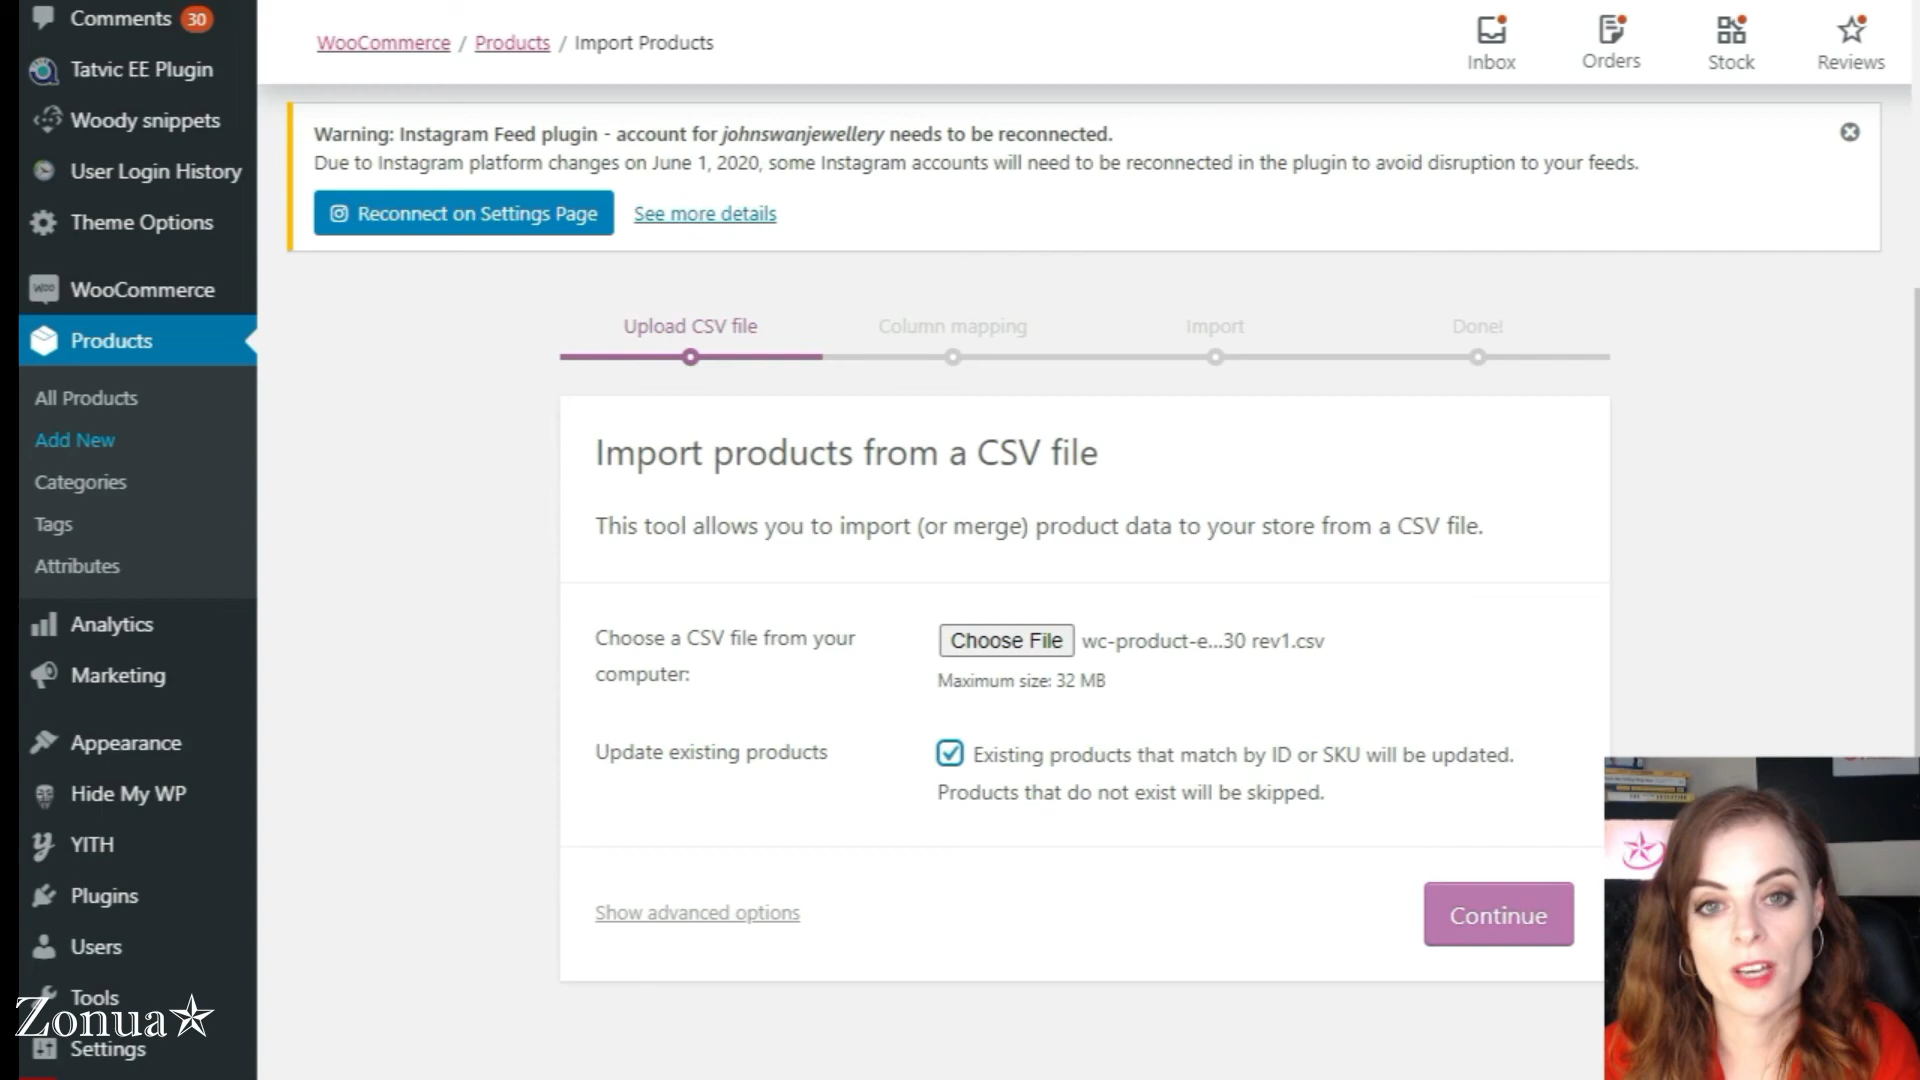 Comments 30
Tatvic EE Plugin
Woody snippets
User Login History
Theme Options
WooCommerce
Products
All Products
Add New
Categories
Tags
Attributes
Analytics
Marketing
Appearance
Hide My WP
YITH
Plugins
Users
Tools
Zonua
Settings
WooCommerce / Products / Import Products
Inbox
Orders
Stock
Reviews
Warning: Instagram Feed plugin - account for johnswanjewellery needs to be reconnected.
Due to Instagram platform changes on June 1, 2020, some Instagram accounts will need to be reconnected in the plugin to avoid disruption to your feeds.
Reconnect on Settings Page See more details
Upload CSV file
Column mapping
Import
Done!
Import products from a CSV file
This tool allows you to import (or merge) product data to your store from a CSV file.
Choose a CSV file from your
computer:
Choose File wc-product-e...30 rev1.csv
Maximum size: 32 MB
Update existing products
Existing products that match by ID or SKU will be updated.
Products that do not exist will be skipped.
Show advanced options
Continue